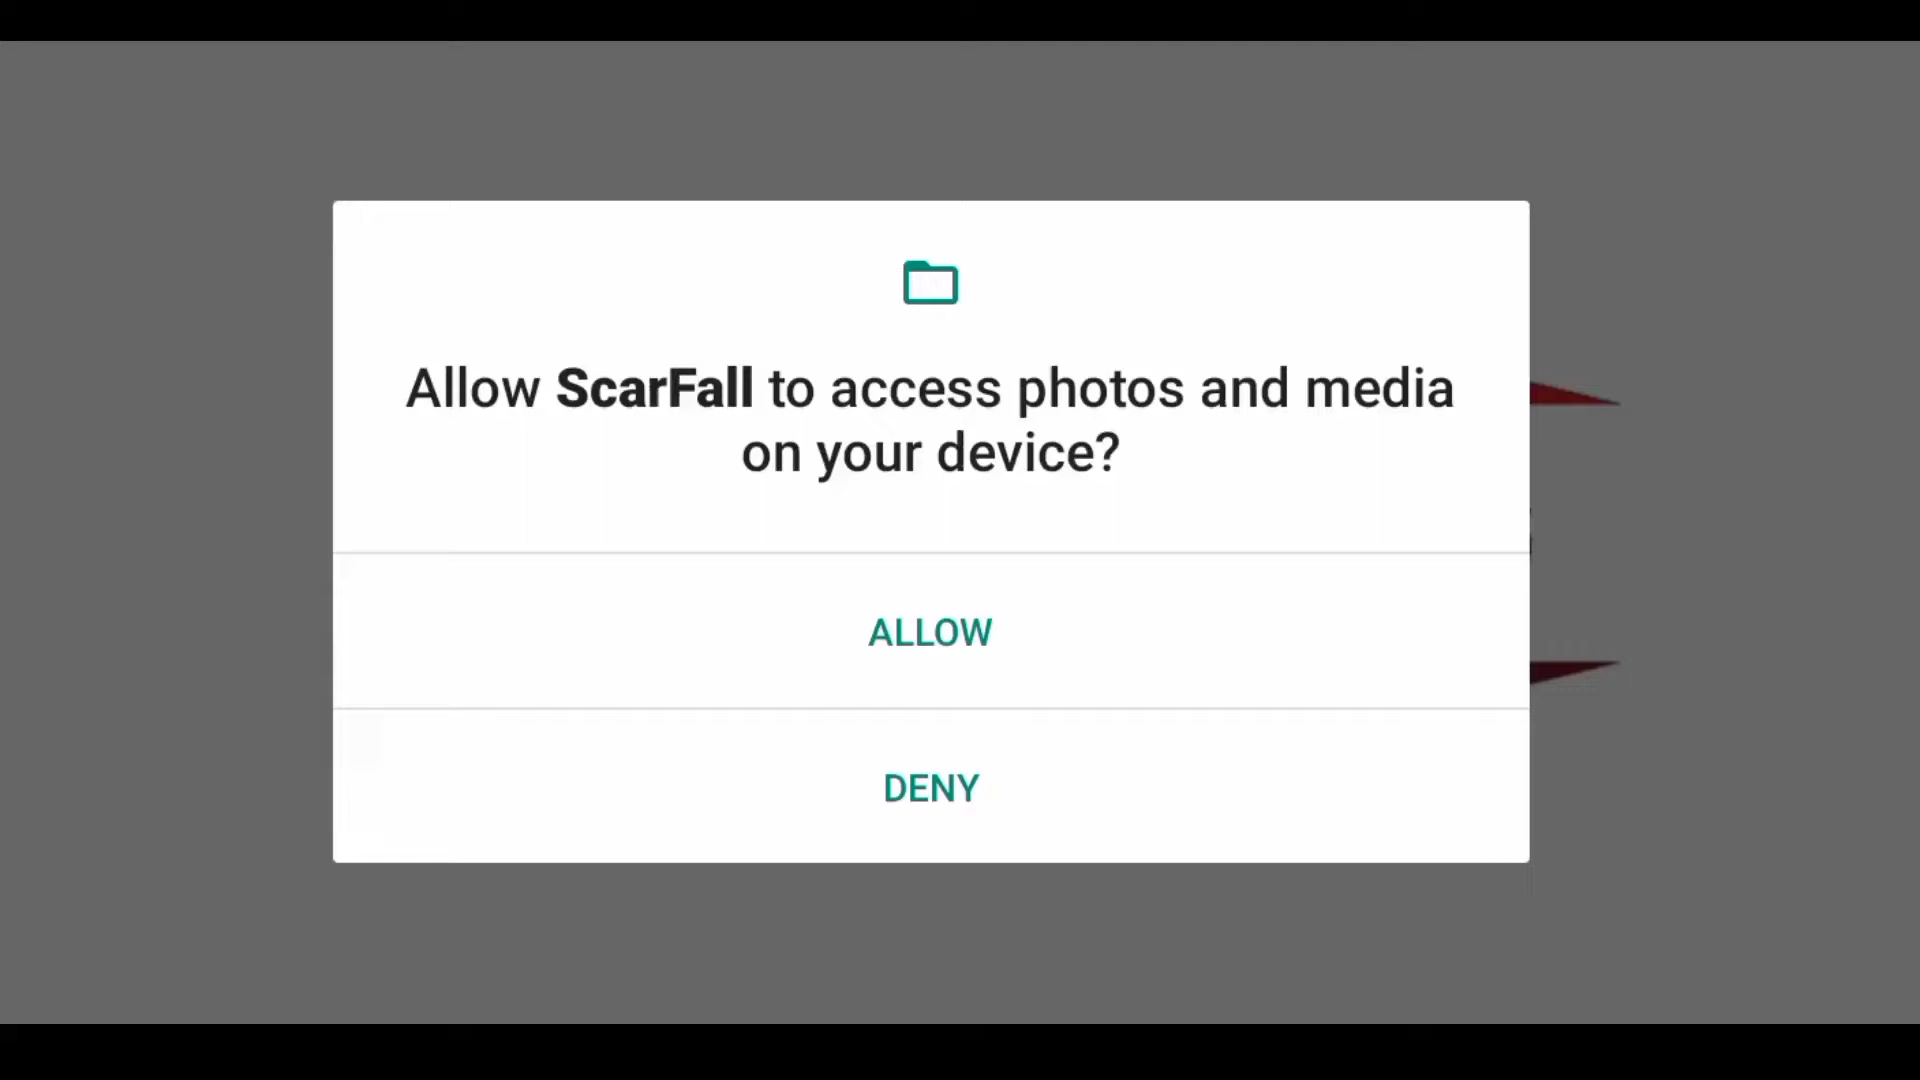 Allow ScarFall to access photos and media
on your device?
ALLOW
DENY